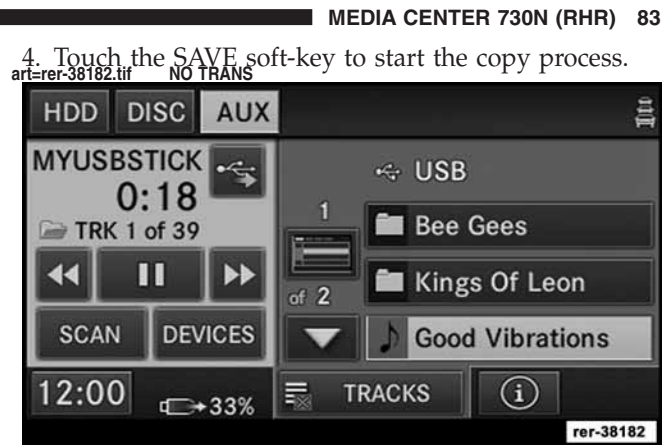 MEDIA CENTER 730N (RHR) 83
4. Touch the SAVE soft-key to start the copy process.
art=rer-38182.tif NO TRANS
HDD DISC AUX
MYUSBSTICK
0:18
TRK 1 of 39
SCAN DEVICES
12:00
33%
USB
1
of 2
Bee Gees
Kings Of Leon
Good Vibrations
TRACKS
i
rer-38182